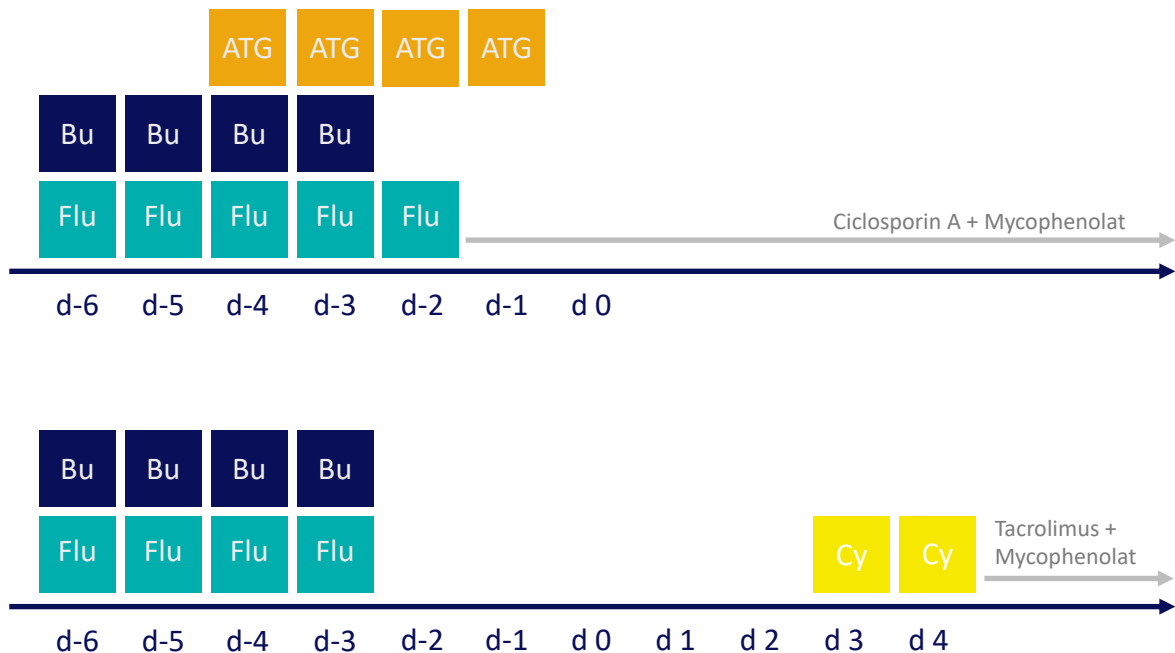 ATG ATG ATG ATG
Bu Bu Bu Bu
Flu Flu Flu Flu Flu
Ciclosporin A + Mycophenolat
d-6 d-5 d-4 d-3 d-2 d-1 d 0
Bu Bu Bu Bu
Flu Flu Flu Flu Cy Cy
Tacrolimus +
Mycophenolat
d-6 d-5 d-4 d-3 d-2 d-1 d 0 d 1 d 2 d 3 d 4